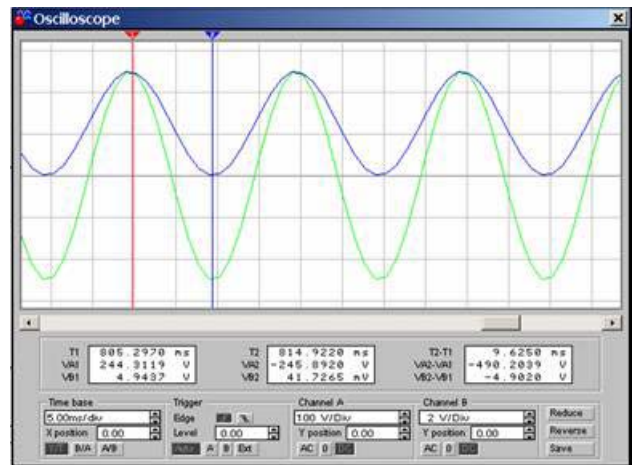 Oscilloscope
T1 805.2970 ms T2 814.9220 ms T2-T1 9.6250 ms
VA1 244.3119 V VA2 -245.8920 V VA2-VA1 -490.2039 V
VB1 4.9437 V VB2 41.7265 mV VB2-VB1 -4.9020 V
Time base Trigger Channel A Channel B
5.00ms/div Edge 100 V/Div 2 V/Div Reduce
X position 0.00 Level 0.00 Y position 0.00 Y position 0.00 Reverse
Y/T B/A A/B Auto A B Ext AC 0 DC AC 0 DC Save